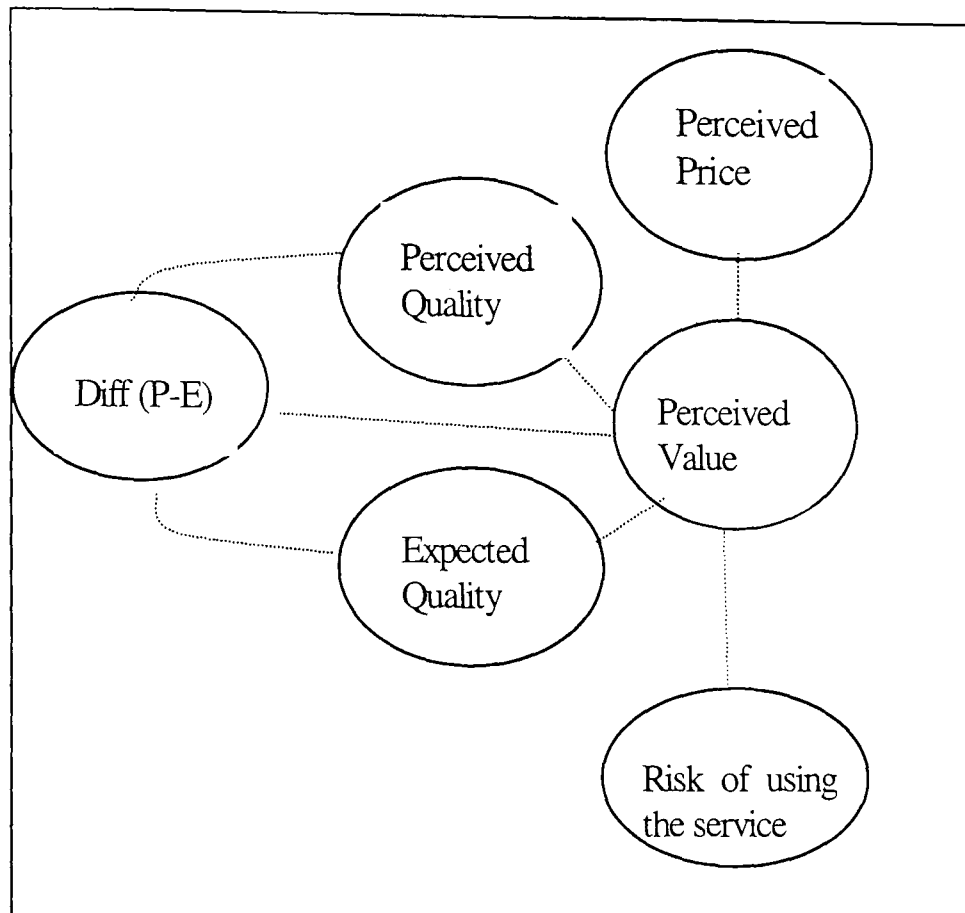 Perceived
Price
Perceived
Quality
Diff (P-E)
Perceived
Value
Expected
Quality
Risk of using
the service